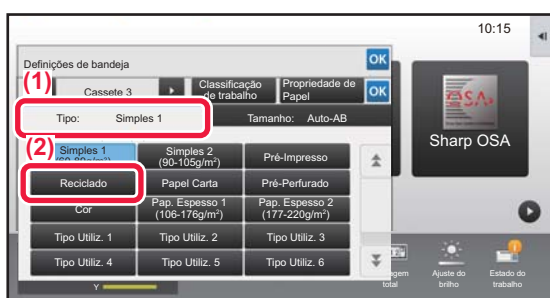 10:15
Definições de bandeja
OK
(1)
Cassete 3
Classificação
de trabalho
Propriedade de
Papel
OK
Tipo: Simples 1
Tamanho: Auto-AB
(2)
Simples 1
Simples 2
(90-105g/m²)
Pré-Impresso
Reciclado
Papel Carta
Pré-Perfurado
Cor
Pap. Espesso 1
(106-176g/m²)
Pap. Espesso 2
(177-220g/m²)
Tipo Utiliz. 1
Tipo Utiliz. 2
Tipo Utiliz. 3
Tipo Utiliz. 4
Tipo Utiliz. 5
Tipo Utiliz. 6
Sharp OSA
total
Ajuste do
brilho
Estado do
trabalho
Y